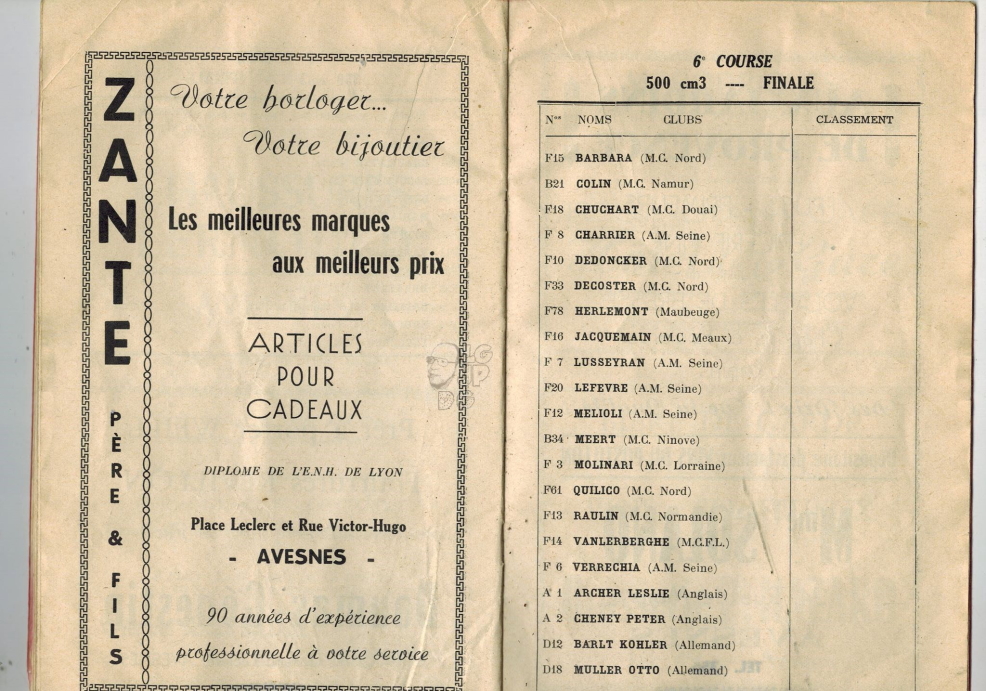 ZANTE
PÈRE & FILS
Votre horloger...
Votre bijoutier
Les meilleures marques
aux meilleurs prix
ARTICLES
POUR
CADEAUX
DIPLOME DE L'E.N.H. DE LYON
Place Leclerc et Rue Victor-Hugo
- AVESNES -
90 années d'expérience
professionnelle à votre service
6e COURSE
500 cm3 ---- FINALE
Nos NOMS CLUBS CLASSEMENT
F15 BARBARA (M.C. Nord)
B21 COLIN (M.C. Namur)
F18 CHUCHART (M.C. Douai)
F 8 CHARRIER (A.M. Seine)
F10 DEDONCKER (M.C. Nord)
F33 DECOSTER (M.C. Nord)
F78 HERLEMONT (Maubeuge)
F16 JACQUEMAIN (M.C. Meaux)
F 7 LUSSEYRAN (A.M. Seine)
F20 LEFEVRE (A.M. Seine)
F12 MELIOLI (A.M. Seine)
B34 MEERT (M.C. Ninove)
F 3 MOLINARI (M.C. Lorraine)
F61 QUILICO (M.C. Nord)
F13 RAULIN (M.C. Normandie)
F14 VANLERBERGHE (M.C.F.L.)
F 6 VERRECHIA (A.M. Seine)
A 1 ARCHER LESLIE (Anglais)
A 2 CHENEY PETER (Anglais)
D12 BARLT KOHLER (Allemand)
D18 MULLER OTTO (Allemand)